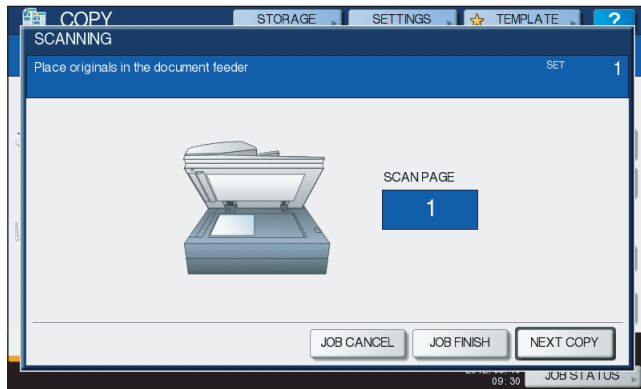 COPY STORAGE SETTINGS TEMPLATE ?
SCANNING
Place originals in the document feeder SET 1
SCAN PAGE
1
JOB CANCEL JOB FINISH NEXT COPY
09:30 JOB STATUS